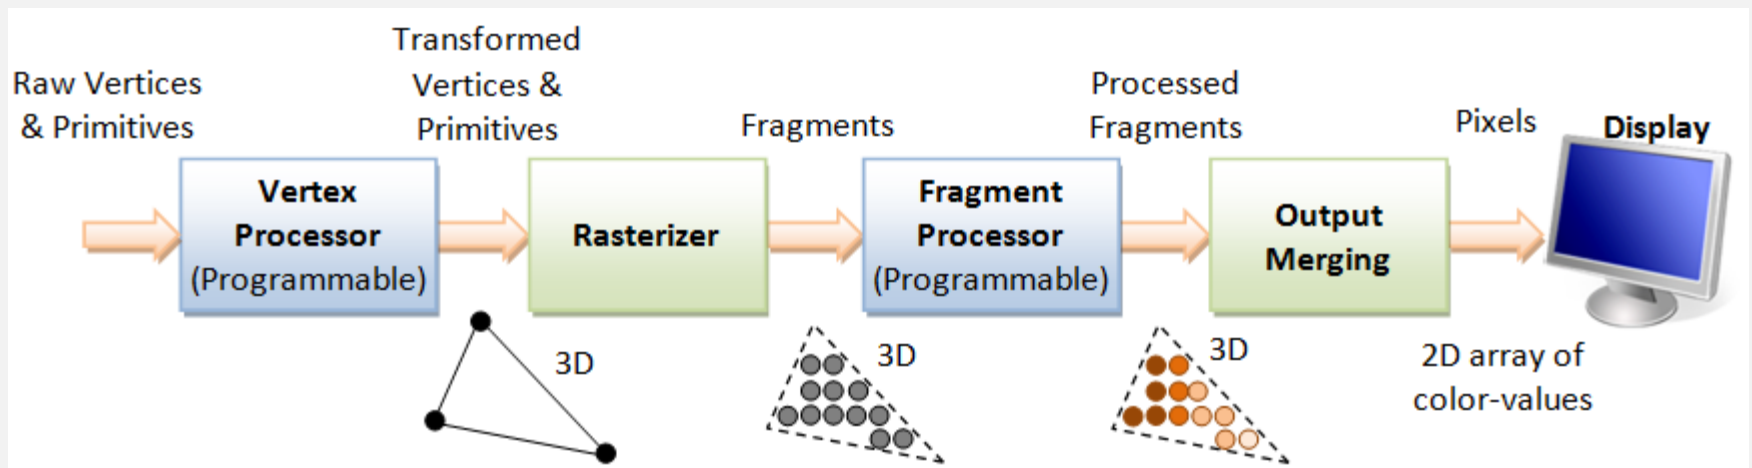 Raw Vertices
& Primitives
Transformed
Vertices &
Primitives
Fragments
Processed
Fragments
Pixels
Display
Vertex
Processor
(Programmable)
Rasterizer
Fragment
Processor
(Programmable)
Output
Merging
3D
3D
3D
2D array of
color-values